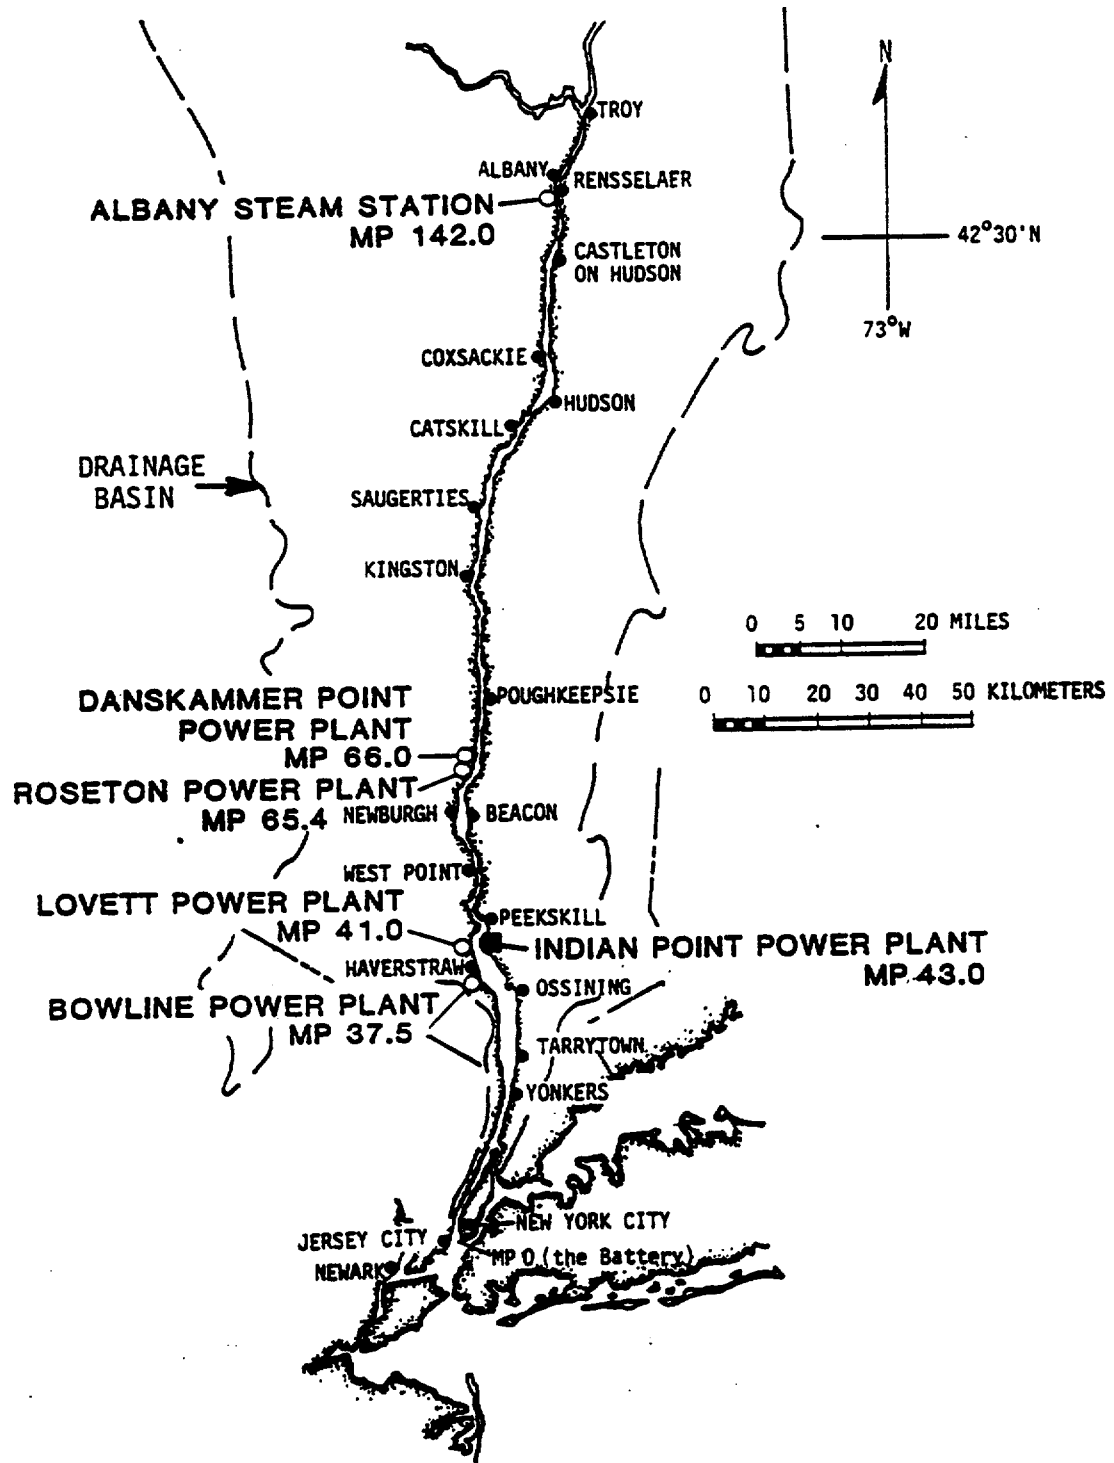 N
TROY
ALBANY
RENSSELAER
ALBANY STEAM STATION
MP 142.0
42°30'N
CASTLETON
ON HUDSON
73°W
COXSACKIE
HUDSON
CATSKILL
DRAINAGE
BASIN
SAUGERTIES
KINGSTON
0 5 10 20 MILES
0 10 20 30 40 50 KILOMETERS
POUGHKEEPSIE
DANSKAMMER POINT
POWER PLANT
MP 66.0
ROSETON POWER PLANT
MP 65.4
NEWBURGH
BEACON
WEST POINT
LOVETT POWER PLANT
MP 41.0
PEEKSKILL
INDIAN POINT POWER PLANT
MP 43.0
HAVERSTRAW
OSSINING
BOWLINE POWER PLANT
MP 37.5
TARRYTOWN
YONKERS
NEW YORK CITY
JERSEY CITY
MP 0 (the Battery)
NEWARK